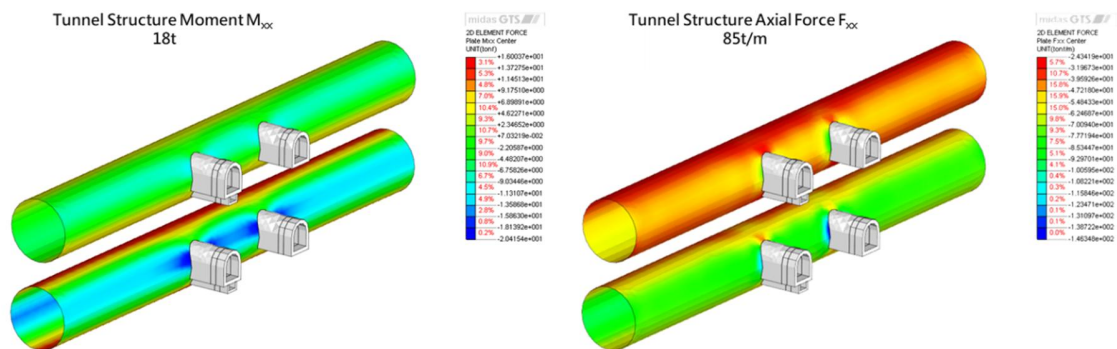 Tunnel Structure Moment Mxx
18t
midas GTS
2D ELEMENT FORCE
Plate Mxx Center
UNIT(tonf)
+1.60037e+001
3.1%
+1.37275e+001
5.3%
+1.14513e+001
4.8%
+9.17510e+000
7.0%
+6.89891e+000
10.4%
+4.62271e+000
9.3%
+2.34652e+000
10.7%
+7.03219e-002
9.7%
-2.20587e+000
9.0%
-4.48207e+000
10.9%
-6.75826e+000
6.7%
-9.03446e+000
4.5%
-1.13107e+001
4.9%
-1.35868e+001
2.8%
-1.58630e+001
0.8%
-1.81392e+001
0.2%
-2.04154e+001
Tunnel Structure Axial Force Fxx
85t/m
midas GTS
2D ELEMENT FORCE
Plate Fxx Center
UNIT(tonf/m)
-2.43419e+001
5.7%
-3.19673e+001
10.7%
-3.95926e+001
15.8%
-4.72180e+001
15.9%
-5.48433e+001
15.0%
-6.24687e+001
9.8%
-7.00940e+001
9.3%
-7.77194e+001
7.5%
-8.53447e+001
5.1%
-9.29701e+001
4.1%
-1.00595e+002
0.4%
-1.08221e+002
0.3%
-1.15846e+002
0.2%
-1.23471e+002
0.1%
-1.31097e+002
0.1%
-1.38722e+002
0.0%
-1.46348e+002